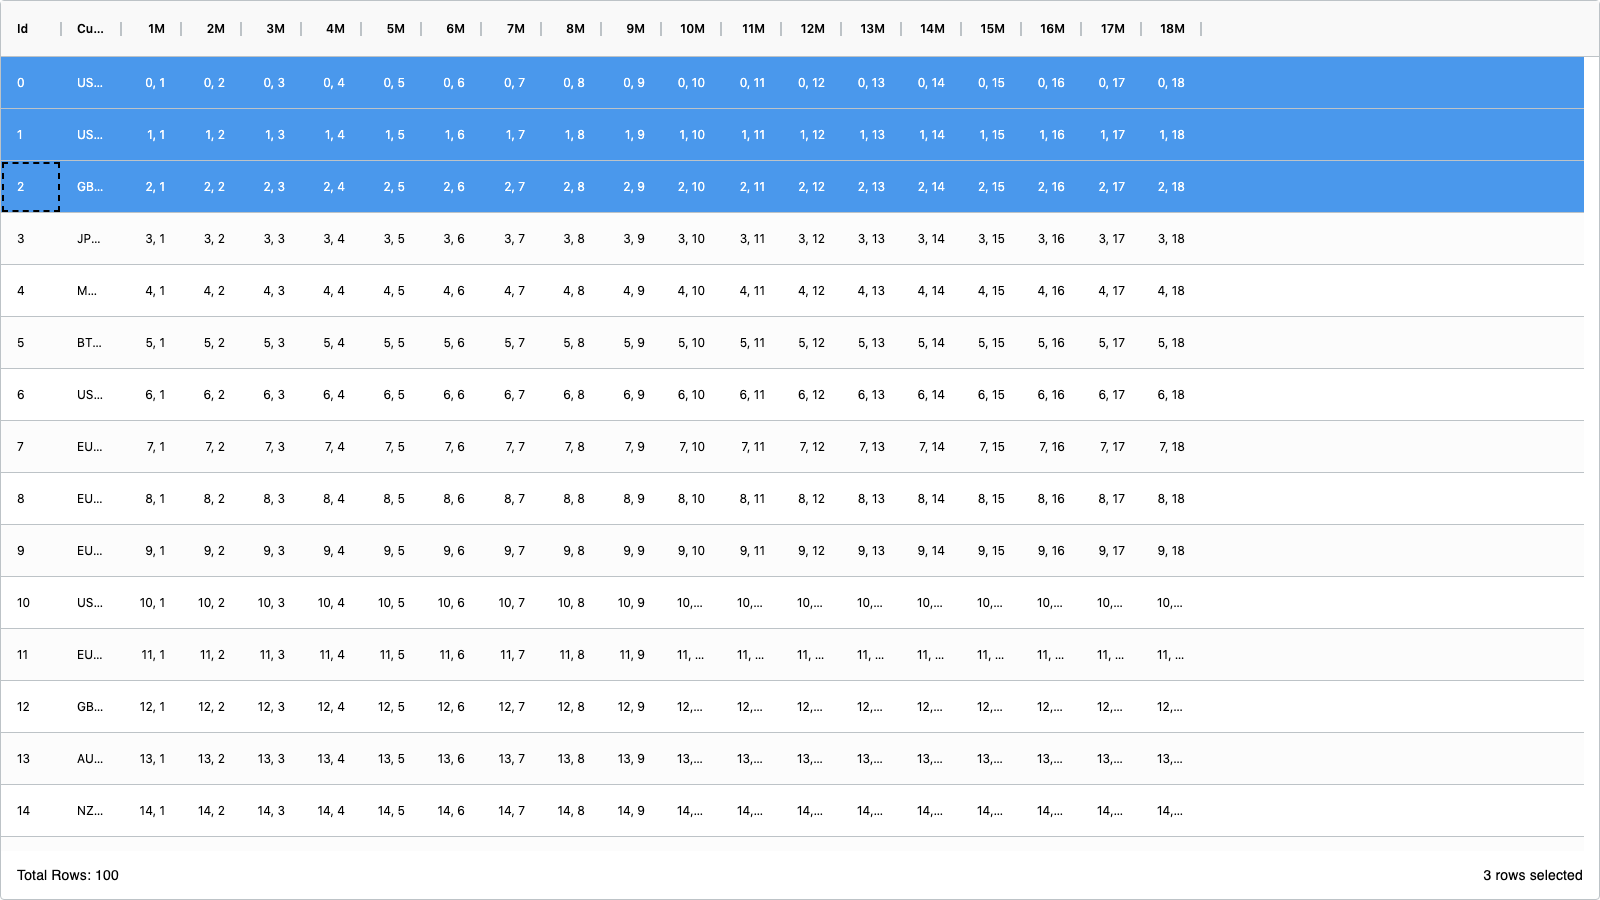 Id Cu... 1M 2M 3M 4M 5M 6M 7M 8M 9M 10M 11M 12M 13M 14M 15M 16M 17M 18M
0 US... 0, 1 0, 2 0, 3 0, 4 0, 5 0, 6 0, 7 0, 8 0, 9 0, 10 0, 11 0, 12 0, 13 0, 14 0, 15 0, 16 0, 17 0, 18
1 US... 1, 1 1, 2 1, 3 1, 4 1, 5 1, 6 1, 7 1, 8 1, 9 1, 10 1, 11 1, 12 1, 13 1, 14 1, 15 1, 16 1, 17 1, 18
2 GB... 2, 1 2, 2 2, 3 2, 4 2, 5 2, 6 2, 7 2, 8 2, 9 2, 10 2, 11 2, 12 2, 13 2, 14 2, 15 2, 16 2, 17 2, 18
3 JP... 3, 1 3, 2 3, 3 3, 4 3, 5 3, 6 3, 7 3, 8 3, 9 3, 10 3, 11 3, 12 3, 13 3, 14 3, 15 3, 16 3, 17 3, 18
4 M... 4, 1 4, 2 4, 3 4, 4 4, 5 4, 6 4, 7 4, 8 4, 9 4, 10 4, 11 4, 12 4, 13 4, 14 4, 15 4, 16 4, 17 4, 18
5 BT... 5, 1 5, 2 5, 3 5, 4 5, 5 5, 6 5, 7 5, 8 5, 9 5, 10 5, 11 5, 12 5, 13 5, 14 5, 15 5, 16 5, 17 5, 18
6 US... 6, 1 6, 2 6, 3 6, 4 6, 5 6, 6 6, 7 6, 8 6, 9 6, 10 6, 11 6, 12 6, 13 6, 14 6, 15 6, 16 6, 17 6, 18
7 EU... 7, 1 7, 2 7, 3 7, 4 7, 5 7, 6 7, 7 7, 8 7, 9 7, 10 7, 11 7, 12 7, 13 7, 14 7, 15 7, 16 7, 17 7, 18
8 EU... 8, 1 8, 2 8, 3 8, 4 8, 5 8, 6 8, 7 8, 8 8, 9 8, 10 8, 11 8, 12 8, 13 8, 14 8, 15 8, 16 8, 17 8, 18
9 EU... 9, 1 9, 2 9, 3 9, 4 9, 5 9, 6 9, 7 9, 8 9, 9 9, 10 9, 11 9, 12 9, 13 9, 14 9, 15 9, 16 9, 17 9, 18
10 US... 10, 1 10, 2 10, 3 10, 4 10, 5 10, 6 10, 7 10, 8 10, 9 10,... 10,... 10,... 10,... 10,... 10,... 10,... 10,... 10,...
11 EU... 11, 1 11, 2 11, 3 11, 4 11, 5 11, 6 11, 7 11, 8 11, 9 11, ... 11, ... 11, ... 11, ... 11, ... 11, ... 11, ... 11, ... 11, ...
12 GB... 12, 1 12, 2 12, 3 12, 4 12, 5 12, 6 12, 7 12, 8 12, 9 12,... 12,... 12,... 12,... 12,... 12,... 12,... 12,... 12,...
13 AU... 13, 1 13, 2 13, 3 13, 4 13, 5 13, 6 13, 7 13, 8 13, 9 13,... 13,... 13,... 13,... 13,... 13,... 13,... 13,... 13,...
14 NZ... 14, 1 14, 2 14, 3 14, 4 14, 5 14, 6 14, 7 14, 8 14, 9 14,... 14,... 14,... 14,... 14,... 14,... 14,... 14,... 14,...
Total Rows: 100 3 rows selected